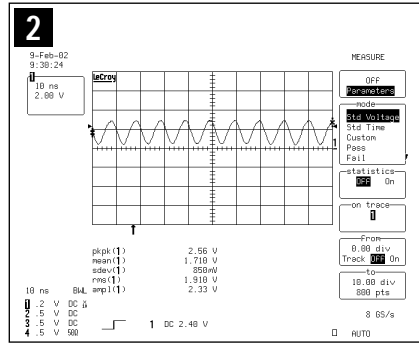 2
9-Feb-02
9:30:24
1
10 ns
2.00 V
LeCroy
1
MEASURE
OFF
Parameters
mode
Std Voltage
Std Time
Custom
Pass
Fail
statistics
OFF On
on trace
1
From
0.00 div
Track OFF On
to
10.00 div
800 pts
pkpk(1) 2.56 V
mean(1) 1.710 V
sdev(1) 850mV
rms(1) 1.910 V
ampl(1) 2.33 V
10 ns BWL
1 .2 V DC
2 .5 V DC
3 .5 V DC
4 .5 V 50Ω
1 DC 2.40 V
8 GS/s
AUTO